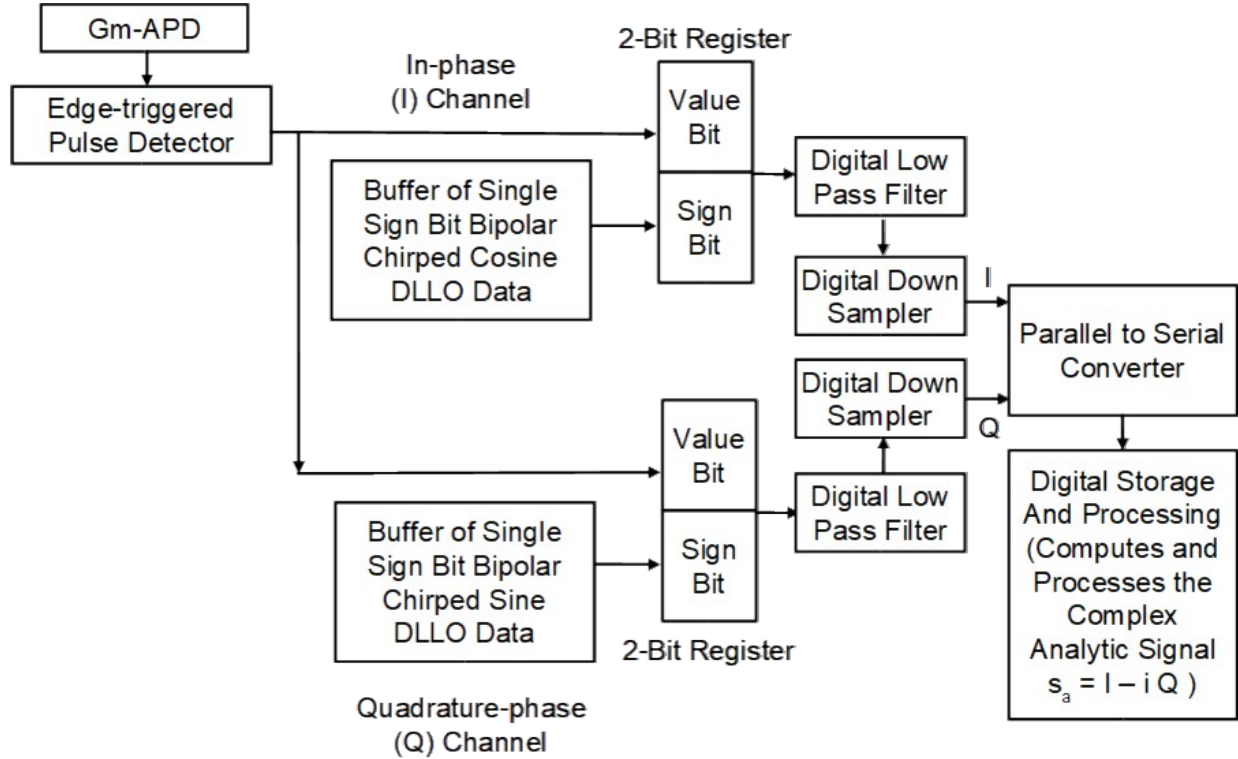 Gm-APD
Edge-triggered
Pulse Detector
In-phase
(I) Channel
2-Bit Register
Value
Bit
Sign
Bit
Buffer of Single
Sign Bit Bipolar
Chirped Cosine
DLLO Data
Digital Low
Pass Filter
Digital Down
Sampler
I
Parallel to Serial
Converter
Digital Down
Sampler
Q
Value
Bit
Sign
Bit
2-Bit Register
Digital Low
Pass Filter
Buffer of Single
Sign Bit Bipolar
Chirped Sine
DLLO Data
Quadrature-phase
(Q) Channel
Digital Storage
And Processing
(Computes and
Processes the
Complex
Analytic Signal
sₐ = I – i Q )